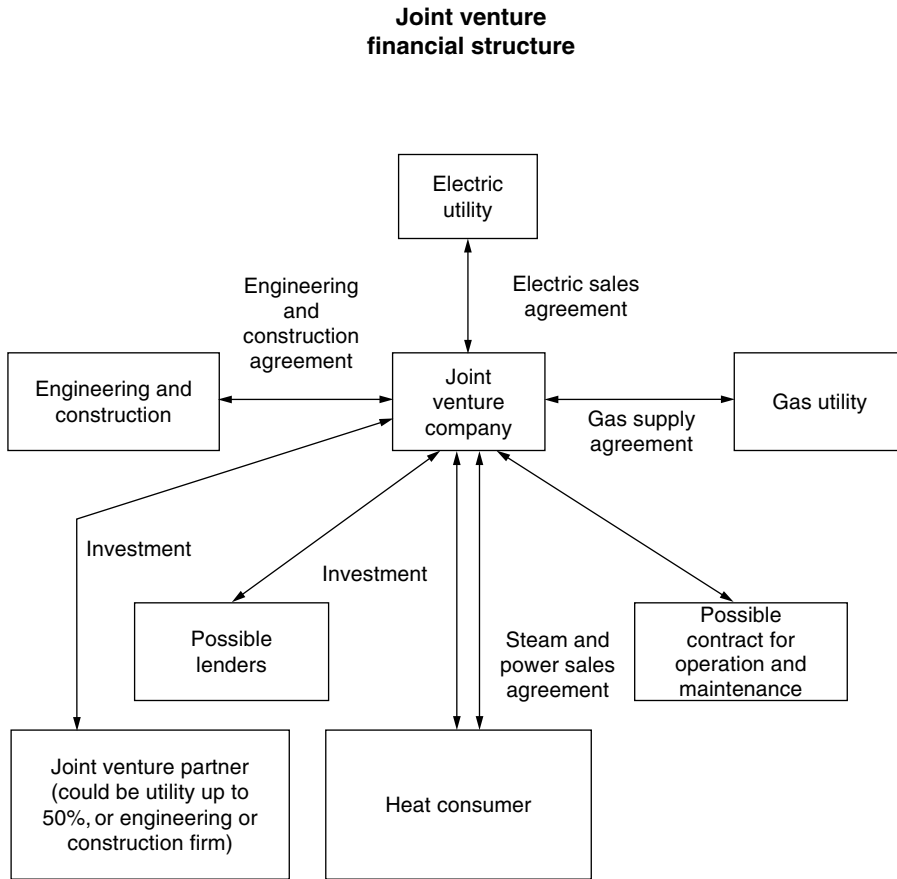 Joint venture
financial structure
Electric
utility
Engineering
and
construction
agreement
Electric sales
agreement
Engineering and
construction
Joint
venture
company
Gas supply
agreement
Gas utility
Investment
Investment
Possible
lenders
Steam and
power sales
agreement
Possible
contract for
operation and
maintenance
Joint venture partner
(could be utility up to
50%, or engineering or
construction firm)
Heat consumer